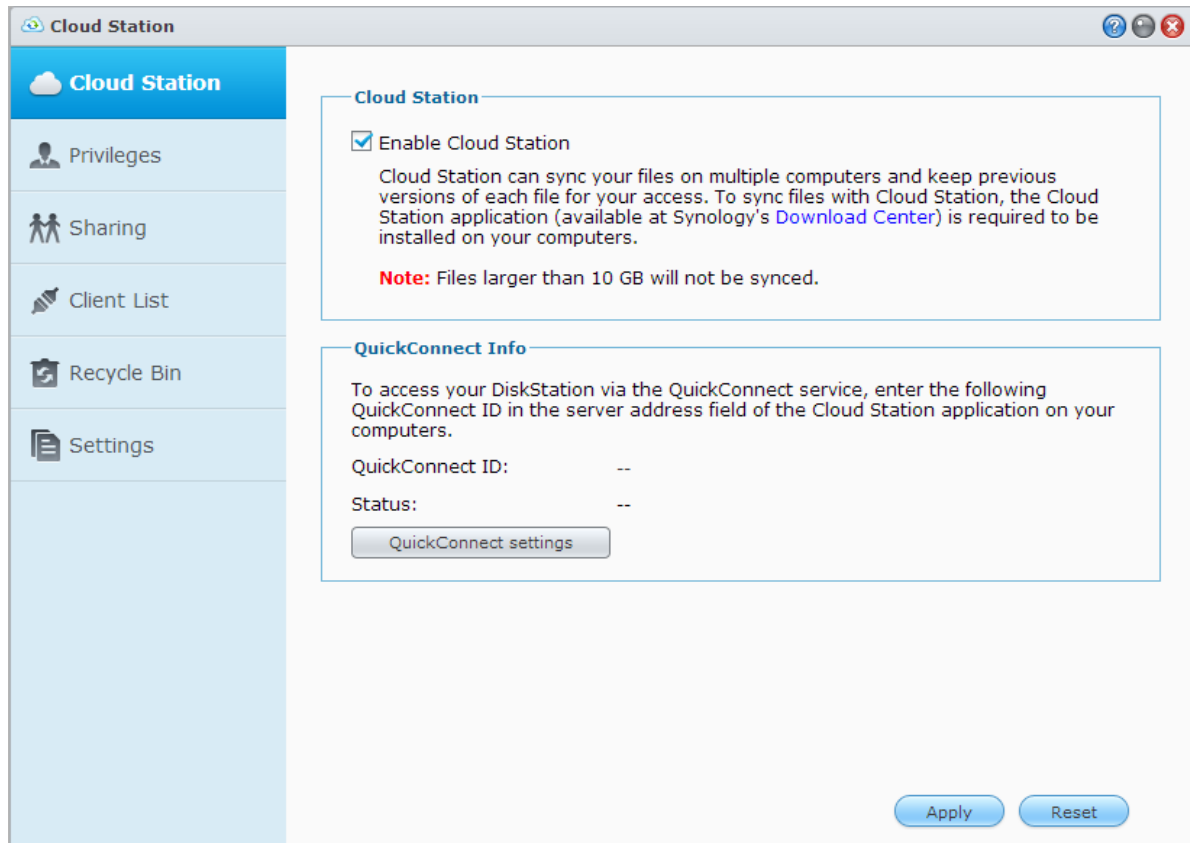 Cloud Station
Cloud Station
Privileges
Sharing
Client List
Recycle Bin
Settings
Cloud Station
Enable Cloud Station
Cloud Station can sync your files on multiple computers and keep previous
versions of each file for your access. To sync files with Cloud Station, the Cloud
Station application (available at Synology's Download Center) is required to be
installed on your computers.
Note: Files larger than 10 GB will not be synced.
QuickConnect Info
To access your DiskStation via the QuickConnect service, enter the following
QuickConnect ID in the server address field of the Cloud Station application on your
computers.
QuickConnect ID: --
Status: --
QuickConnect settings
Apply Reset